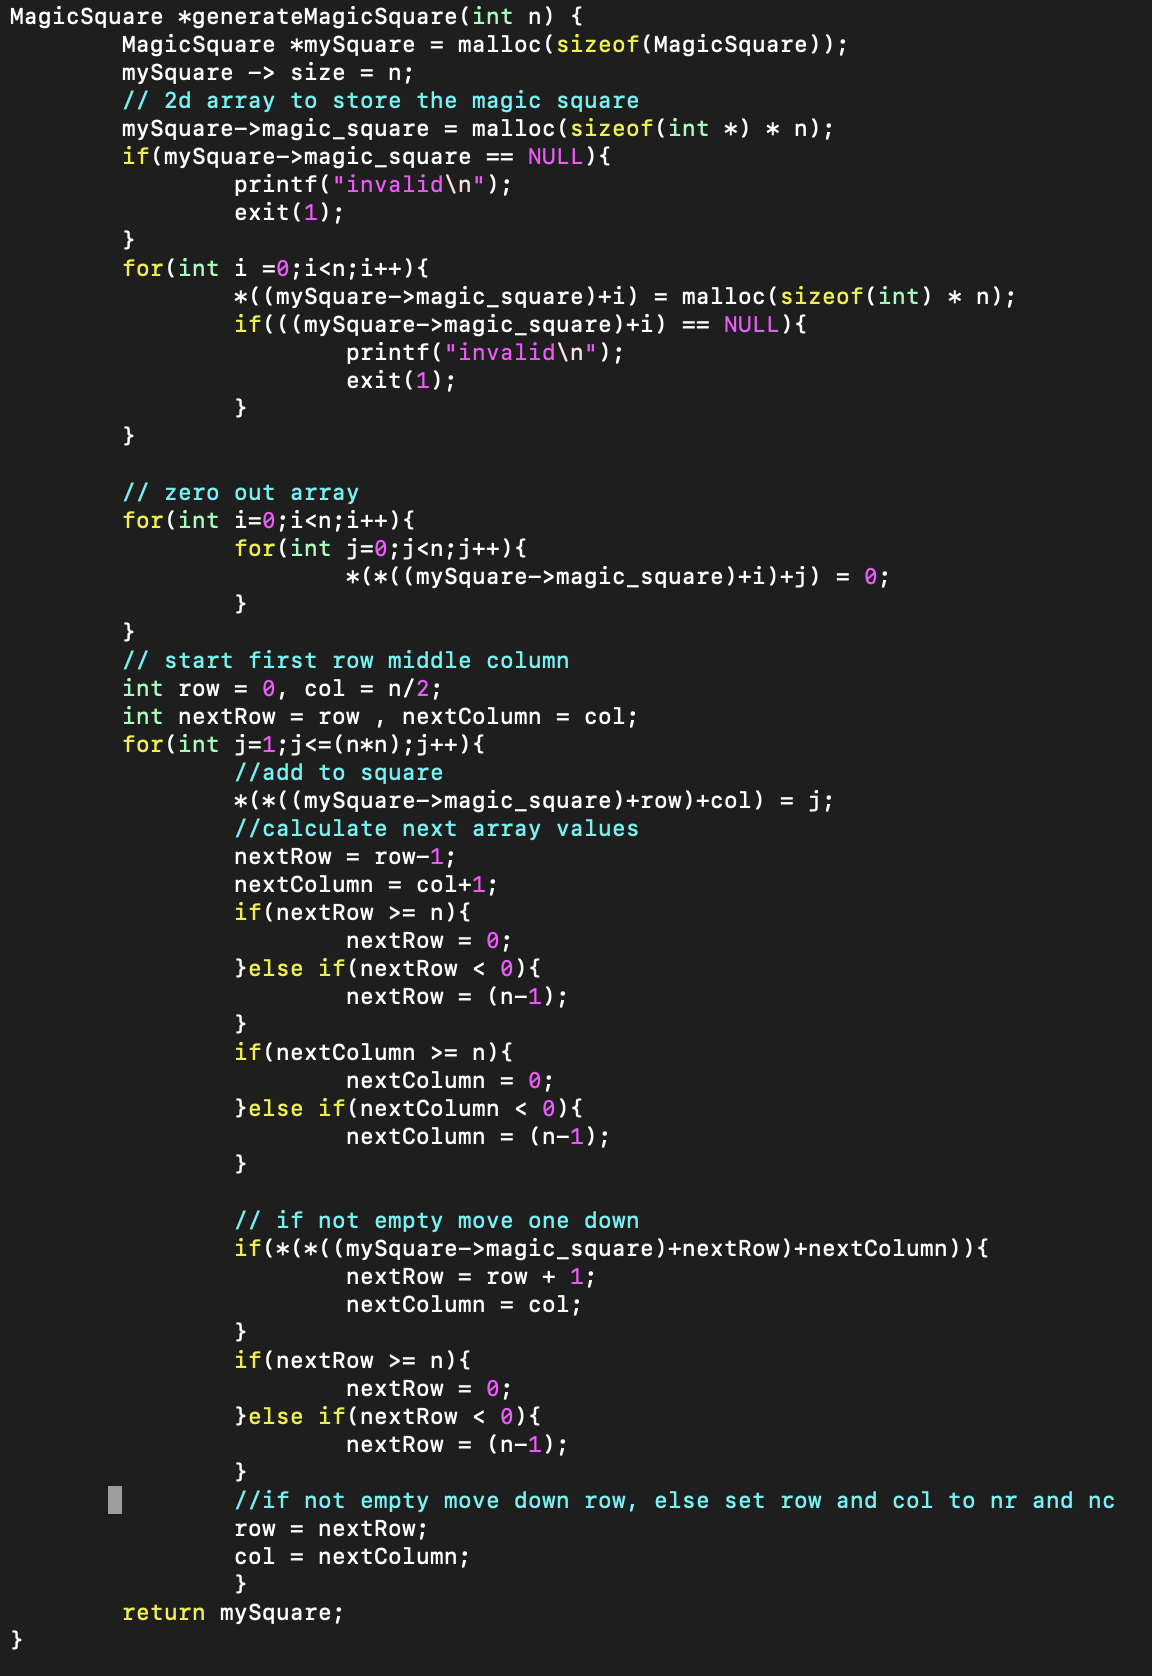 MagicSquare *generateMagicSquare(int n) {
        MagicSquare *mySquare = malloc(sizeof(MagicSquare));
        mySquare -> size = n;
        // 2d array to store the magic square
        mySquare->magic_square = malloc(sizeof(int *) * n);
        if(mySquare->magic_square == NULL){
                printf("invalid\n");
                exit(1);
        }
        for(int i =0;i<n;i++){
                *((mySquare->magic_square)+i) = malloc(sizeof(int) * n);
                if(((mySquare->magic_square)+i) == NULL){
                        printf("invalid\n");
                        exit(1);
                }
        }

        // zero out array
        for(int i=0;i<n;i++){
                for(int j=0;j<n;j++){
                        *(*((mySquare->magic_square)+i)+j) = 0;
                }
        }
        // start first row middle column
        int row = 0, col = n/2;
        int nextRow = row , nextColumn = col;
        for(int j=1;j<=(n*n);j++){
                //add to square
                *(*((mySquare->magic_square)+row)+col) = j;
                //calculate next array values
                nextRow = row-1;
                nextColumn = col+1;
                if(nextRow >= n){
                        nextRow = 0;
                }else if(nextRow < 0){
                        nextRow = (n-1);
                }
                if(nextColumn >= n){
                        nextColumn = 0;
                }else if(nextColumn < 0){
                        nextColumn = (n-1);
                }

                // if not empty move one down
                if(*(*((mySquare->magic_square)+nextRow)+nextColumn)){
                        nextRow = row + 1;
                        nextColumn = col;
                }
                if(nextRow >= n){
                        nextRow = 0;
                }else if(nextRow < 0){
                        nextRow = (n-1);
                }
                //if not empty move down row, else set row and col to nr and nc
                row = nextRow;
                col = nextColumn;
                }
        return mySquare;
}